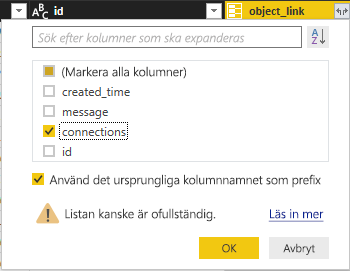 ABC id object_link
Sök efter kolumner som ska expanderas
A
Z
(Markera alla kolumner)
created_time
message
connections
id
Använd det ursprungliga kolumnnamnet som prefix
Listan kanske är ofullständig. Läs in mer
OK Avbryt